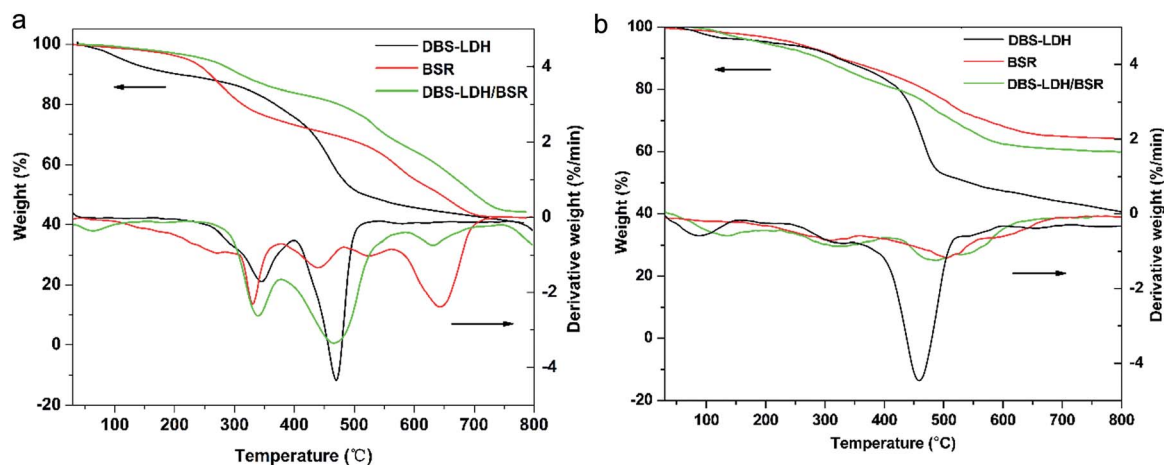 a
DBS-LDH
BSR
DBS-LDH/BSR
100
80
60
40
20
0
-20
Weight (%)
4
2
0
-2
-4
Derivative weight (%/min)
100 200 300 400 500 600 700 800
Temperature (℃)
b
DBS-LDH
BSR
DBS-LDH/BSR
100
80
60
40
20
0
-20
Weight (%)
4
2
0
-2
-4
Derivative weight (%/min)
100 200 300 400 500 600 700 800
Temperature (°C)